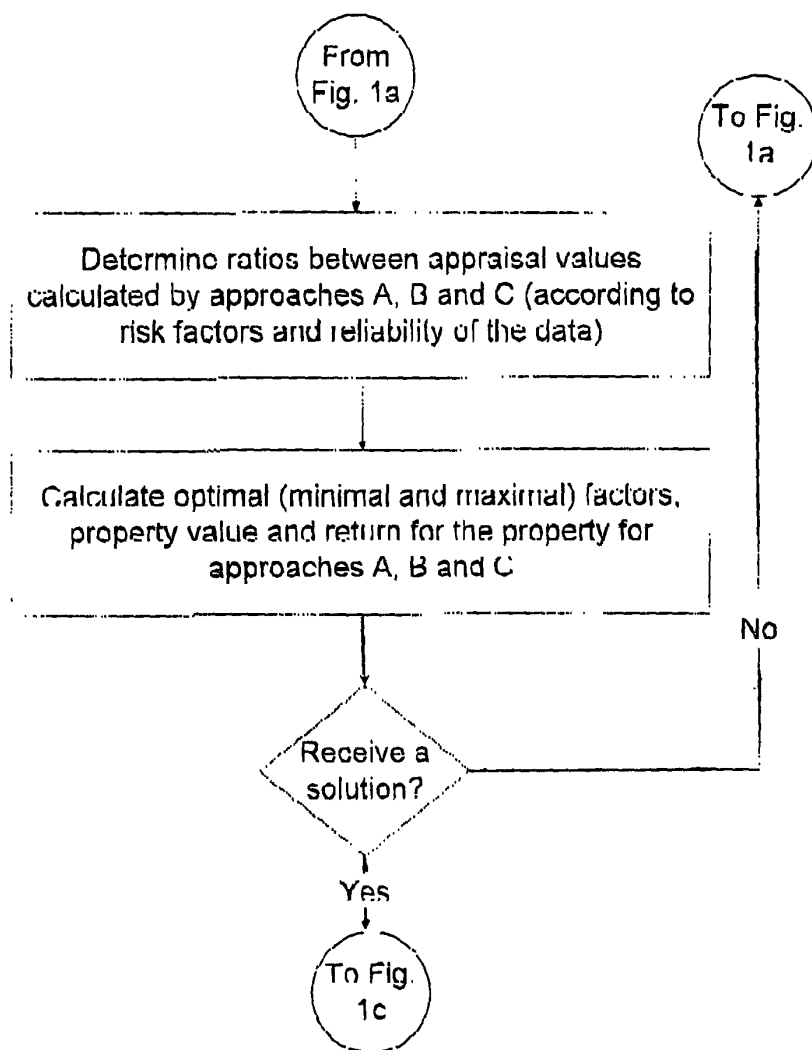 From
Fig. 1a
To Fig.
1a
Determine ratios between appraisal values
calculated by approaches A, B and C (according to
risk factors and reliability of the data)
Calculate optimal (minimal and maximal) factors,
property value and return for the property for
approaches A, B and C
No
Receive a
solution?
Yes
To Fig.
1c